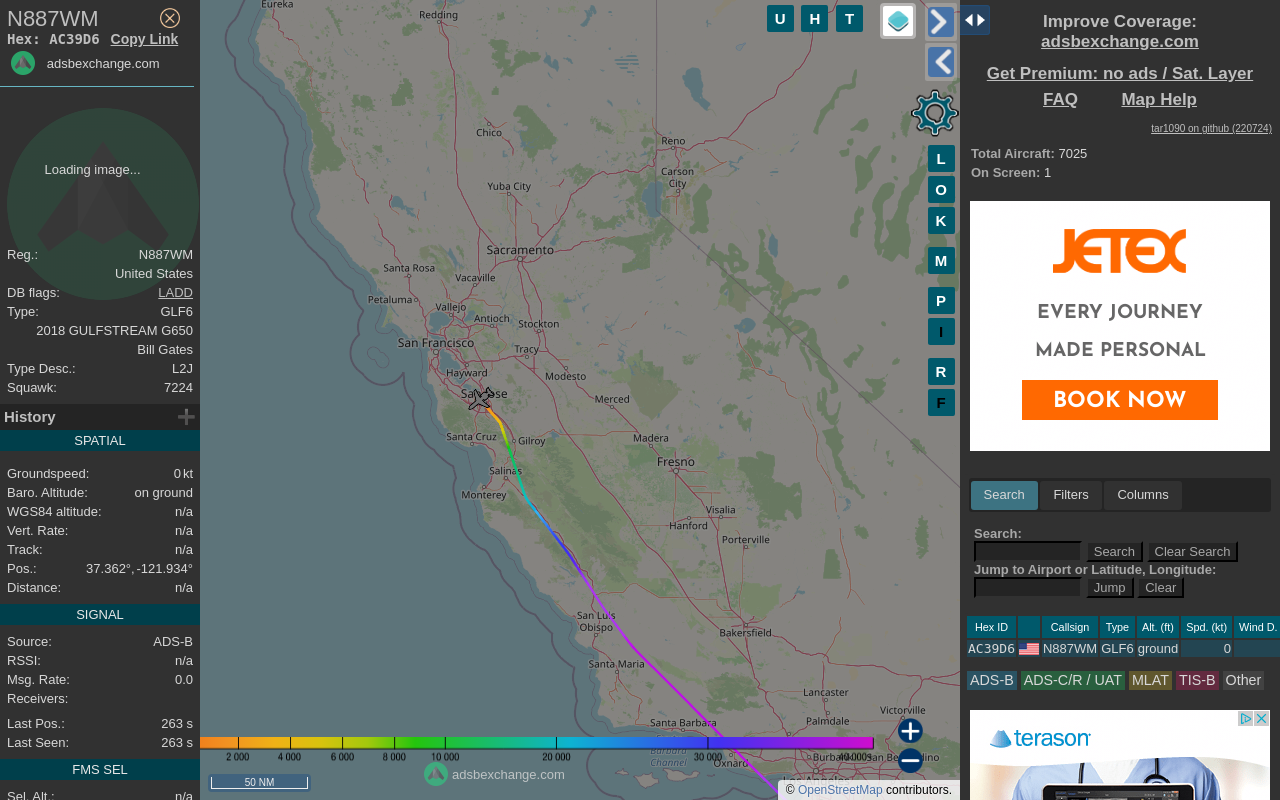 N887WM
Hex: AC39D6 Copy Link
adsbexchange.com
Loading image...
Reg.: N887WM
United States
DB flags: LADD
Type: GLF6
2018 GULFSTREAM G650
Bill Gates
Type Desc.: L2J
Squawk: 7224
History
SPATIAL
Groundspeed: 0 kt
Baro. Altitude: on ground
WGS84 altitude: n/a
Vert. Rate: n/a
Track: n/a
Pos.: 37.362°, -121.934°
Distance: n/a
SIGNAL
Source: ADS-B
RSSI: n/a
Msg. Rate: 0.0
Receivers:
Last Pos.: 263 s
Last Seen: 263 s
FMS SEL
Sel. Alt.: n/a
Eureka
Redding
U H T
Chico
Reno
Carson
City
Yuba City
Sacramento
Santa Rosa
Vacaville
Petaluma
Vallejo
Antioch
Stockton
San Francisco
Tracy
Hayward
Modesto
Merced
Santa Cruz
Gilroy
Madera
Salinas
Fresno
Monterey
Visalia
Hanford
Porterville
San Luis
Obispo
Bakersfield
Santa Maria
Lancaster
Victorville
Santa Barbara
Palmdale
Barbara
Channel
Oxnard
Burbank
San Bernardino
Los Angeles
L
O
K
M
P
I
R
F
2 000 4 000 6 000 8 000 10 000 20 000 30 000 40 000+
50 NM
adsbexchange.com
© OpenStreetMap contributors.
Improve Coverage:
adsbexchange.com
Get Premium: no ads / Sat. Layer
FAQ Map Help
tar1090 on github (220724)
Total Aircraft: 7025
On Screen: 1
JETEX
EVERY JOURNEY
MADE PERSONAL
BOOK NOW
Search Filters Columns
Search:
Search Clear Search
Jump to Airport or Latitude, Longitude:
Jump Clear
Hex ID Callsign Type Alt. (ft) Spd. (kt) Wind D.
AC39D6 N887WM GLF6 ground 0
ADS-B ADS-C/R / UAT MLAT TIS-B Other
terason